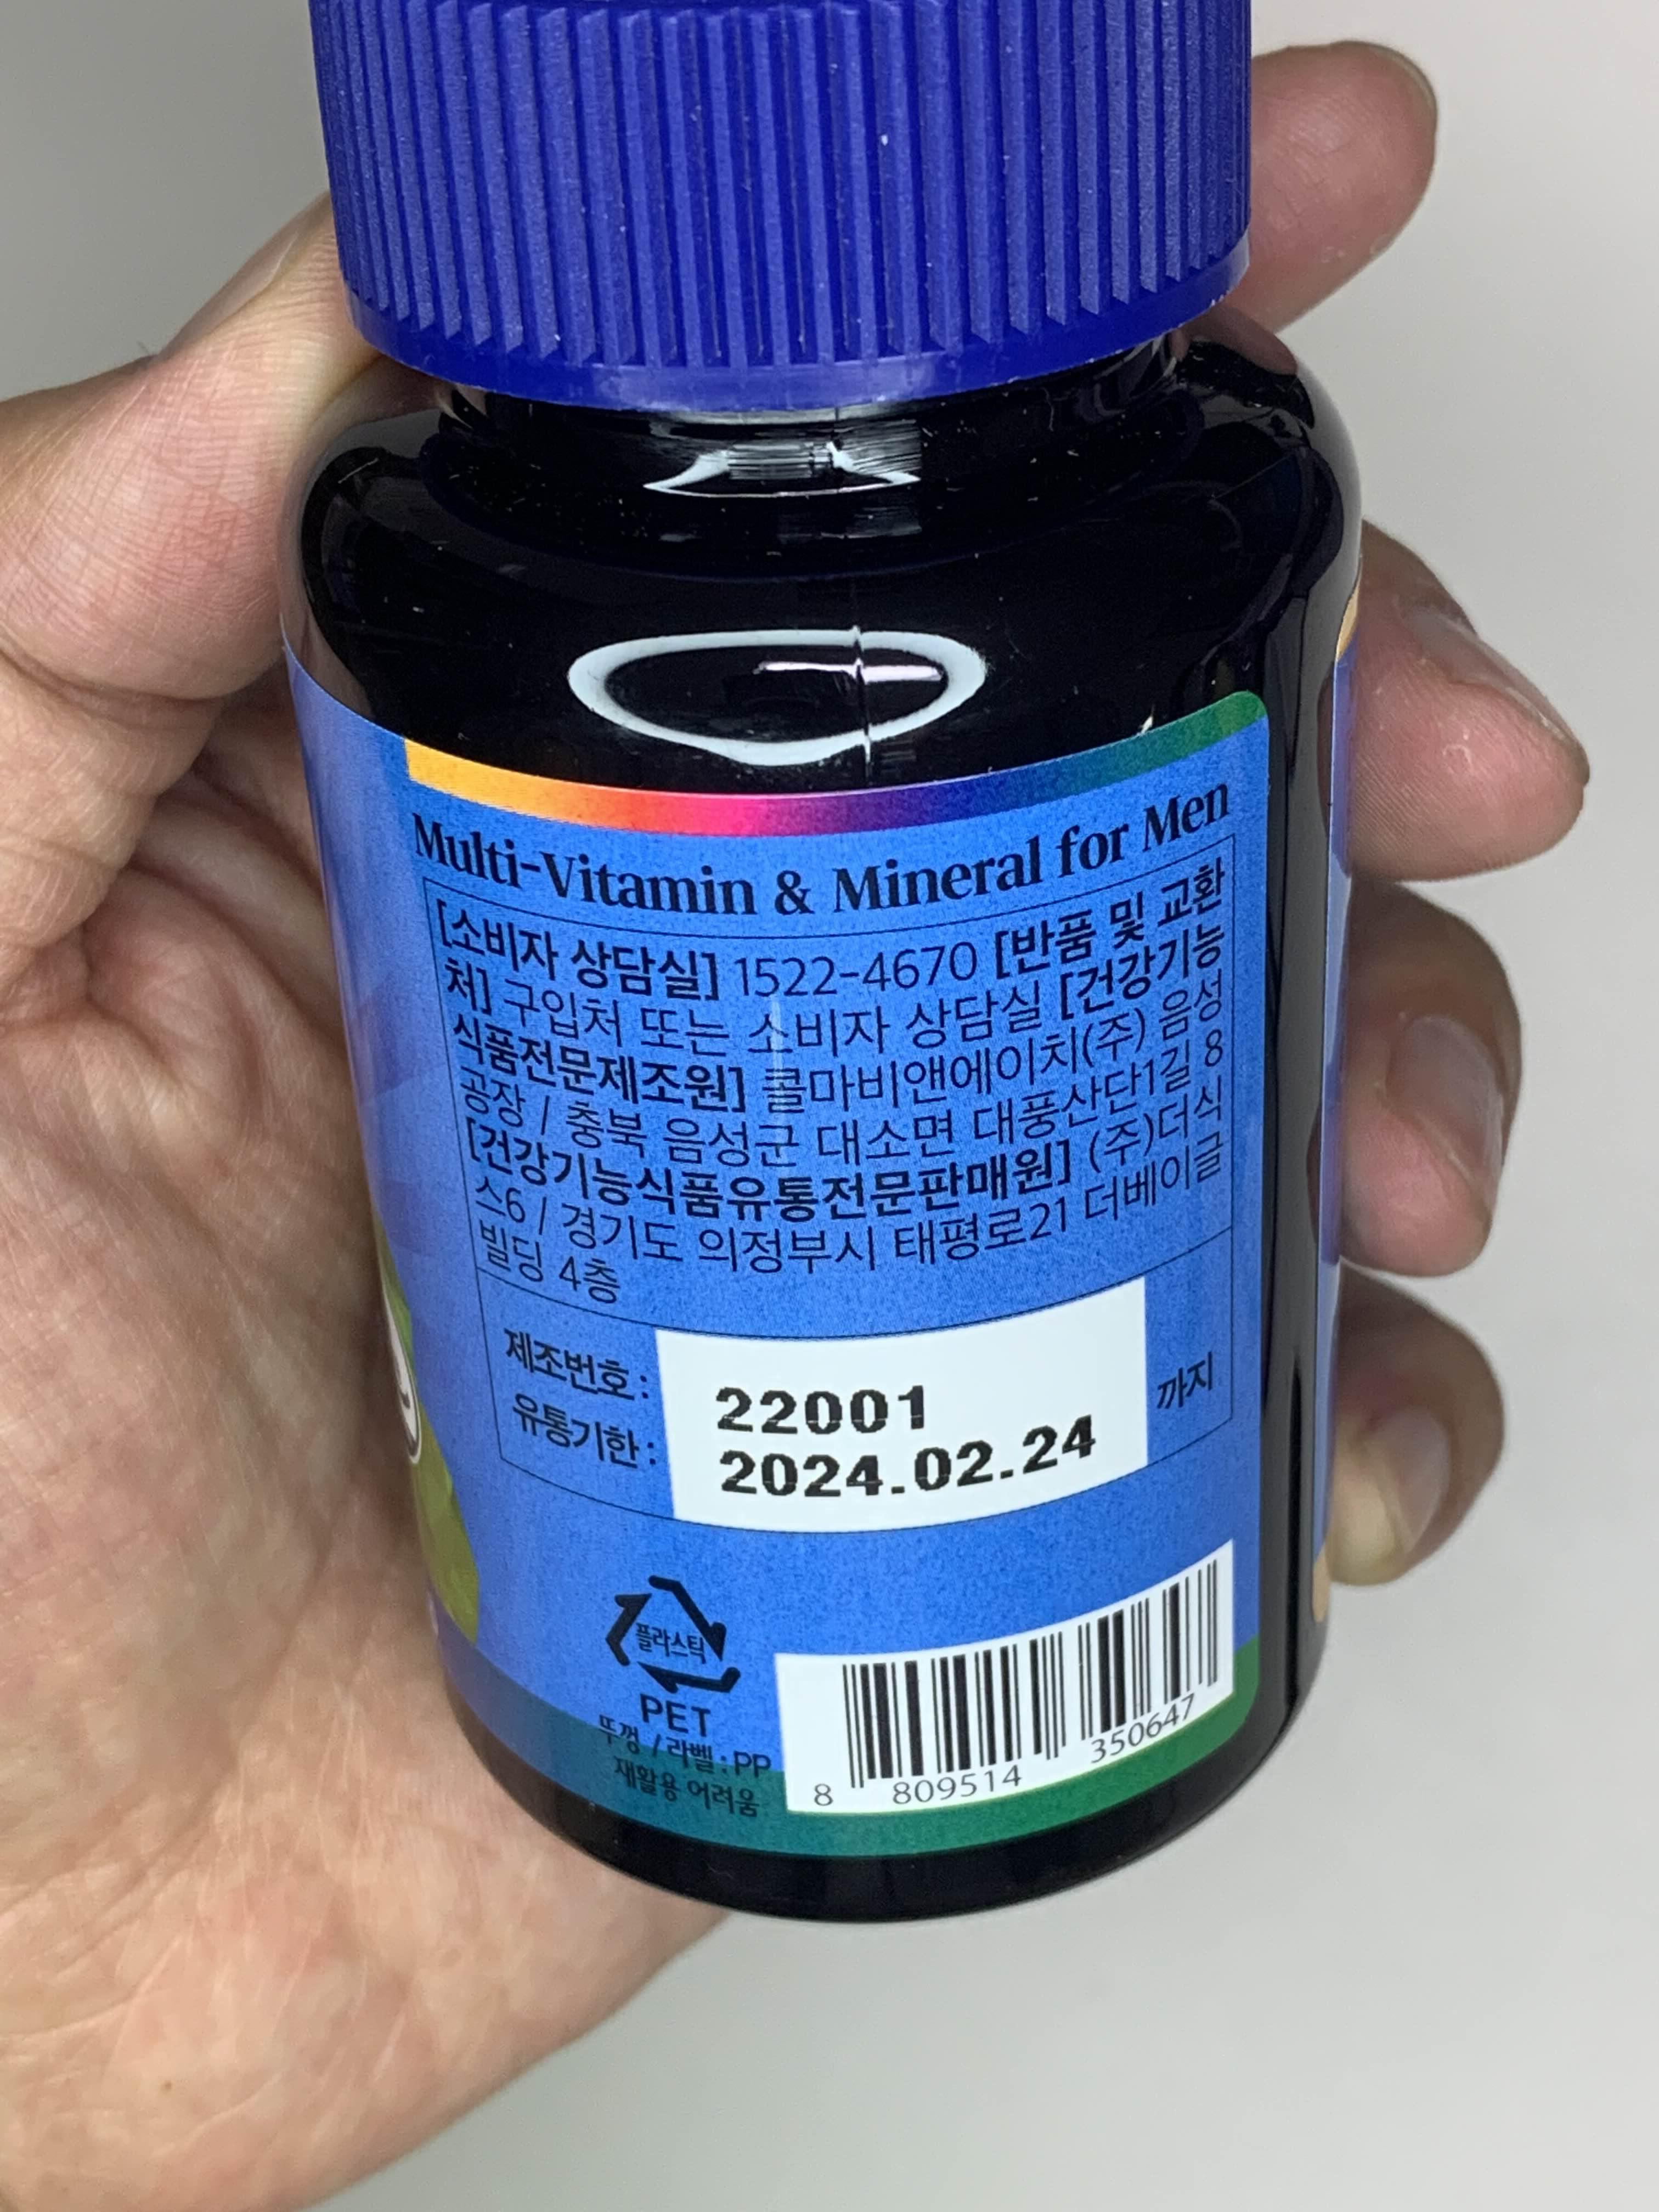 Multi-Vitamin & Mineral for Men
[소비자 상담실] 1522-4670 [반품 및 교환
처] 구입처 또는 소비자 상담실 [건강기능
식품전문제조원] 콜마비앤에이치(주) 음성
공장 / 충북 음성군 대소면 대풍산단1길 8
[건강기능식품유통전문판매원] (주)더식
스6 / 경기도 의정부시 태평로21 더베이글
빌딩 4층
제조번호 : 22001
유통기한 : 2024.02.24 까지
플라스틱
PET
뚜껑 / 라벨 : PP
재활용 어려움
8 809514 350647